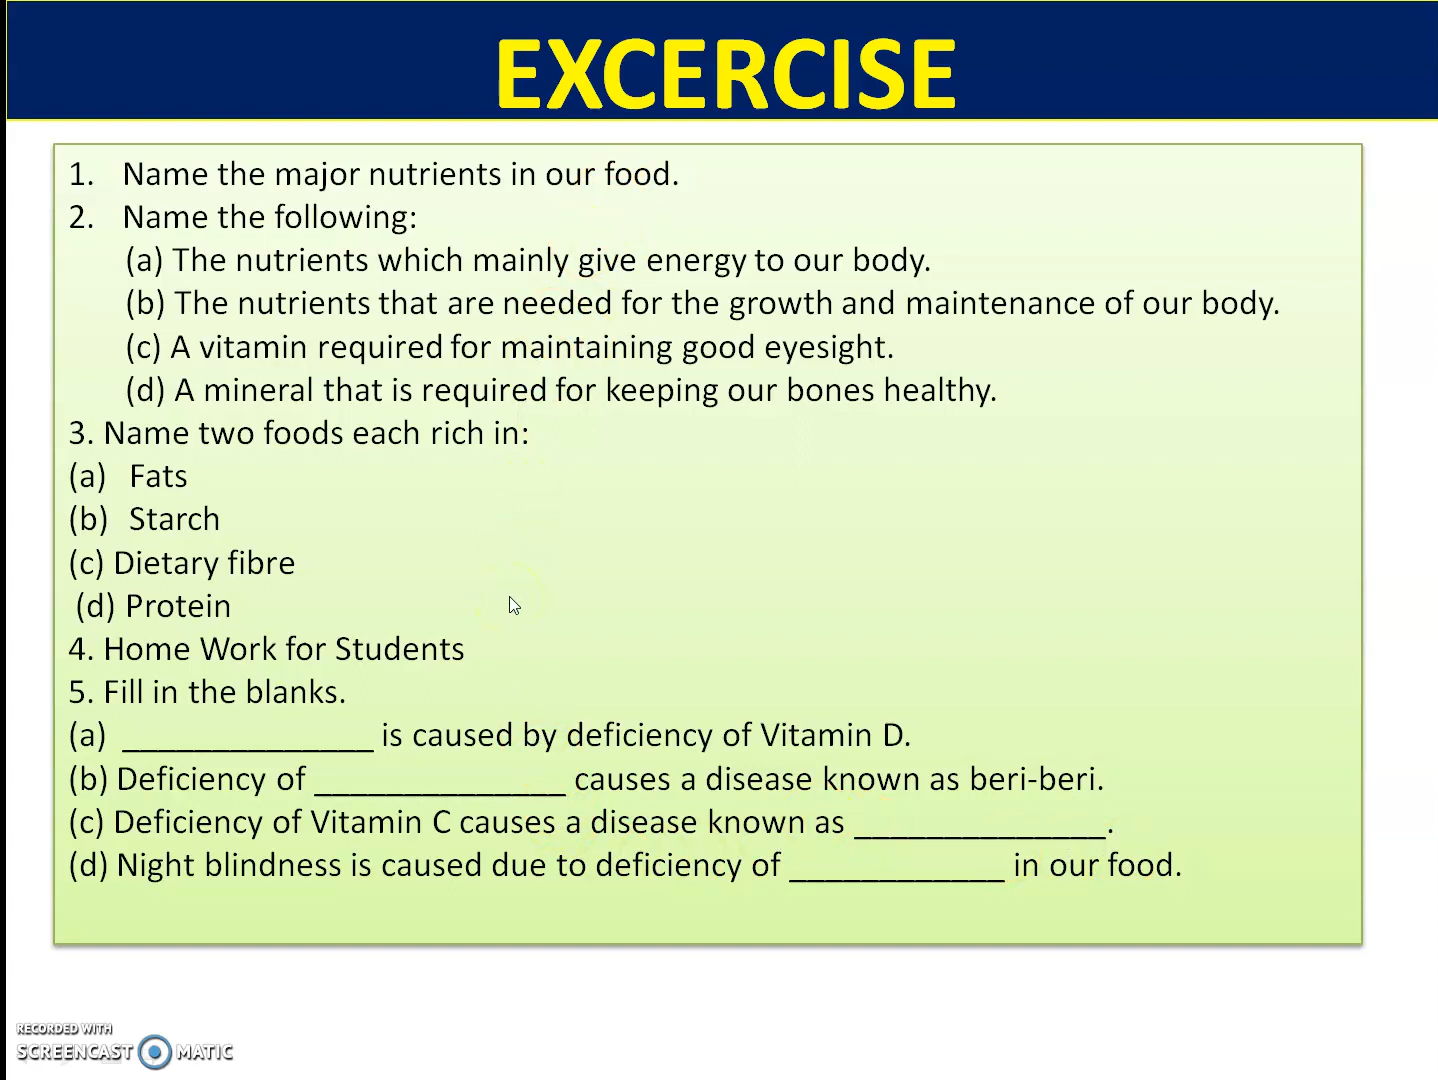 EXCERCISE
1. Name the major nutrients in our food.
2. Name the following:
(a) The nutrients which mainly give energy to our body.
(b) The nutrients that are needed for the growth and maintenance of our body.
(c) A vitamin required for maintaining good eyesight.
(d) A mineral that is required for keeping our bones healthy.
3. Name two foods each rich in:
(a) Fats
(b) Starch
(c) Dietary fibre
(d) Protein
4. Home Work for Students
5. Fill in the blanks.
(a) ______________ is caused by deficiency of Vitamin D.
(b) Deficiency of ______________ causes a disease known as beri-beri.
(c) Deficiency of Vitamin C causes a disease known as ______________.
(d) Night blindness is caused due to deficiency of ____________ in our food.
RECORDED WITH
SCREENCAST MATIC